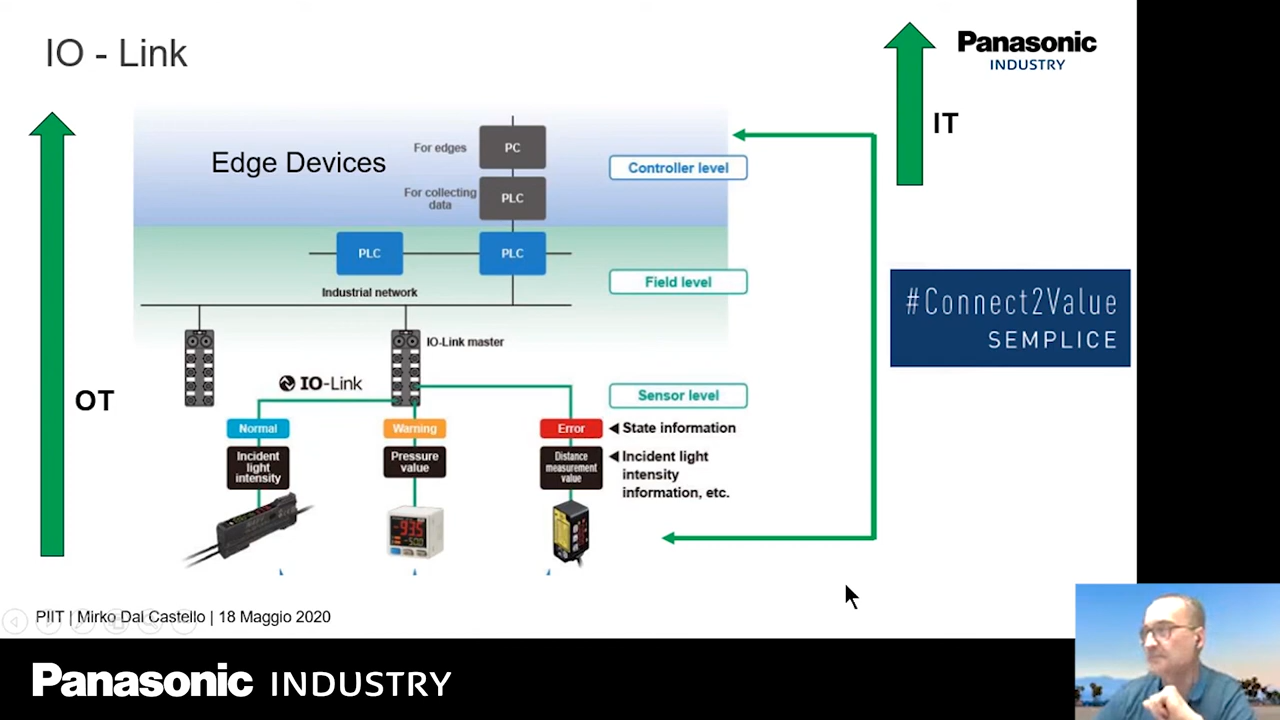 IO - Link
Panasonic
INDUSTRY
IT
OT
Edge Devices
For edges
PC
Controller level
For collecting
data
PLC
PLC
PLC
Field level
Industrial network
IO-Link master
IO-Link
Sensor level
Normal
Warning
Error
State information
Incident
light
intensity
Pressure
value
Distance
measurement
value
Incident light
intensity
information, etc.
#Connect2Value
SEMPLICE
PIIT | Mirko Dal Castello | 18 Maggio 2020
Panasonic INDUSTRY